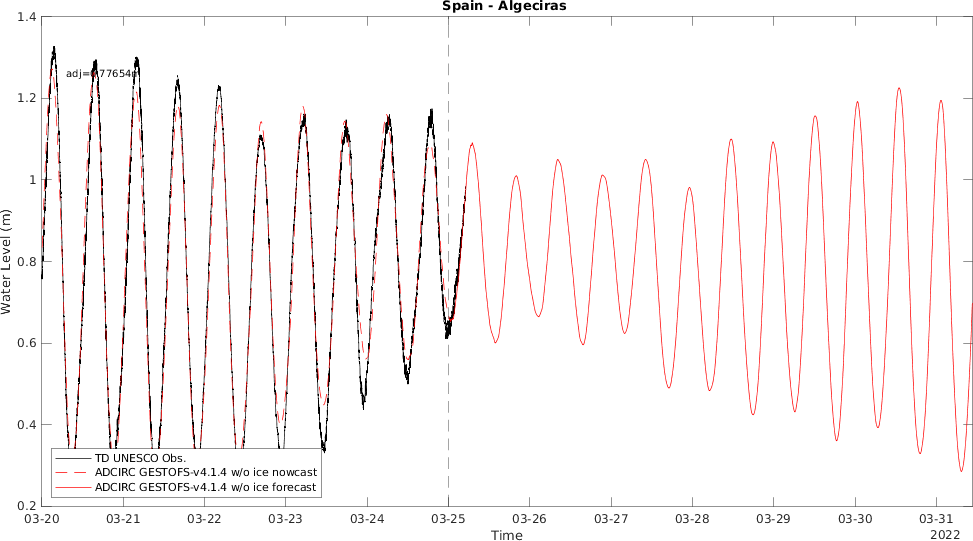 Spain - Algeciras
1.4
1.2
1
0.8
0.6
0.4
0.2
Water Level (m)
TD UNESCO Obs.
ADCIRC GESTOFS-v4.1.4 w/o ice nowcast
ADCIRC GESTOFS-v4.1.4 w/o ice forecast
03-20 03-21 03-22 03-23 03-24 03-25 03-26 03-27 03-28 03-29 03-30 03-31
Time
2022